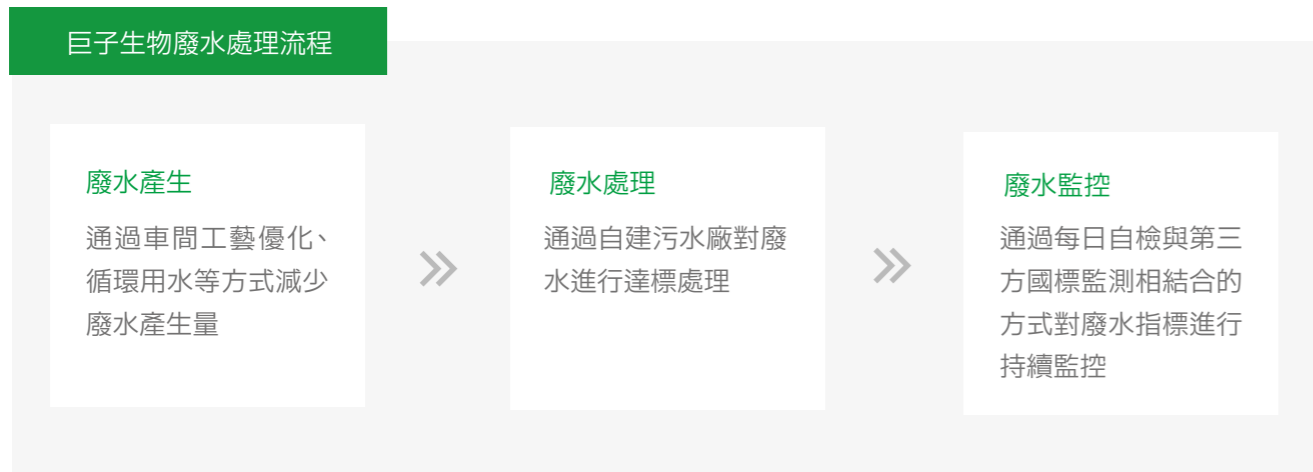 巨子生物廢水處理流程
廢水產生
通過車間工藝優化、
循環用水等方式減少
廢水產生量
廢水處理
通過自建污水廠對廢
水進行達標處理
廢水監控
通過每日自檢與第三
方國標監測相結合的
方式對廢水指標進行
持續監控